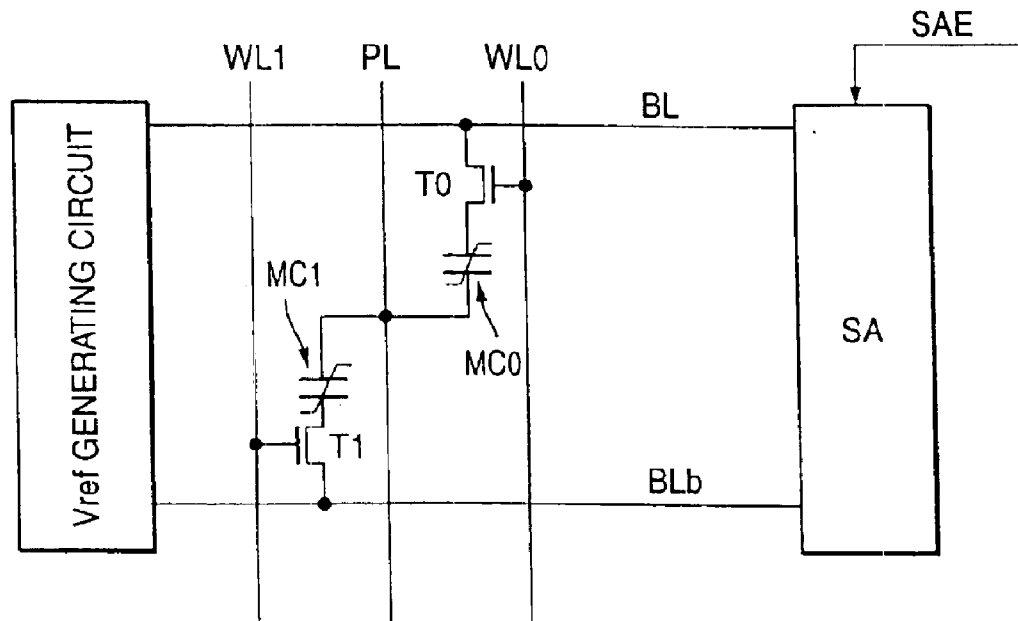 SAE
WL1
PL
WL0
BL
T0
MC1
MC0
T1
BLb
SA
Vref GENERATING CIRCUIT